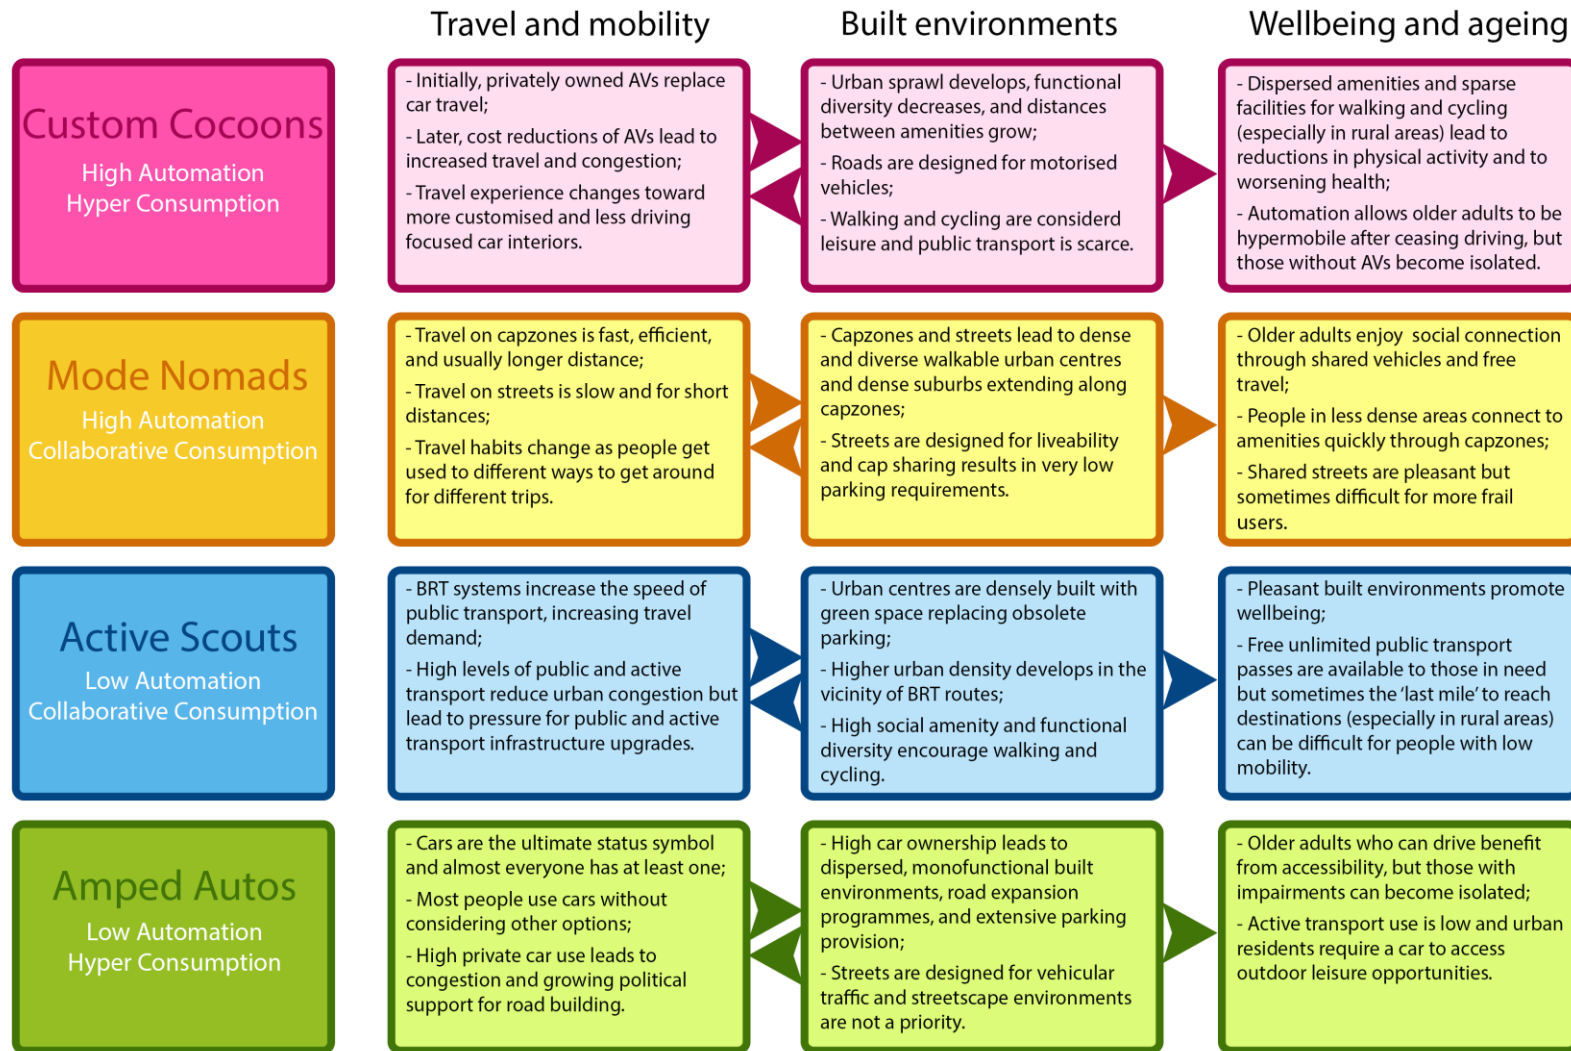 Travel and mobility
Built environments
Wellbeing and ageing
Custom Cocoons
High Automation
Hyper Consumption
- Initially, privately owned AVs replace
car travel;
- Later, cost reductions of AVs lead to
increased travel and congestion;
- Travel experience changes toward
more customised and less driving
focused car interiors.
- Urban sprawl develops, functional
diversity decreases, and distances
between amenities grow;
- Roads are designed for motorised
vehicles;
- Walking and cycling are considerd
leisure and public transport is scarce.
- Dispersed amenities and sparse
facilities for walking and cycling
(especially in rural areas) lead to
reductions in physical activity and to
worsening health;
- Automation allows older adults to be
hypermobile after ceasing driving, but
those without AVs become isolated.
Mode Nomads
High Automation
Collaborative Consumption
- Travel on capzones is fast, efficient,
and usually longer distance;
- Travel on streets is slow and for short
distances;
- Travel habits change as people get
used to different ways to get around
for different trips.
- Capzones and streets lead to dense
and diverse walkable urban centres
and dense suburbs extending along
capzones;
- Streets are designed for liveability
and cap sharing results in very low
parking requirements.
- Older adults enjoy social connection
through shared vehicles and free
travel;
- People in less dense areas connect to
amenities quickly through capzones;
- Shared streets are pleasant but
sometimes difficult for more frail
users.
Active Scouts
Low Automation
Collaborative Consumption
- BRT systems increase the speed of
public transport, increasing travel
demand;
- High levels of public and active
transport reduce urban congestion but
lead to pressure for public and active
transport infrastructure upgrades.
- Urban centres are densely built with
green space replacing obsolete
parking;
- Higher urban density develops in the
vicinity of BRT routes;
- High social amenity and functional
diversity encourage walking and
cycling.
- Pleasant built environments promote
wellbeing;
- Free unlimited public transport
passes are available to those in need
but sometimes the ‘last mile’ to reach
destinations (especially in rural areas)
can be difficult for people with low
mobility.
Amped Autos
Low Automation
Hyper Consumption
- Cars are the ultimate status symbol
and almost everyone has at least one;
- Most people use cars without
considering other options;
- High private car use leads to
congestion and growing political
support for road building.
- High car ownership leads to
dispersed, monofunctional built
environments, road expansion
programmes, and extensive parking
provision;
- Streets are designed for vehicular
traffic and streetscape environments
are not a priority.
- Older adults who can drive benefit
from accessibility, but those with
impairments can become isolated;
- Active transport use is low and urban
residents require a car to access
outdoor leisure opportunities.